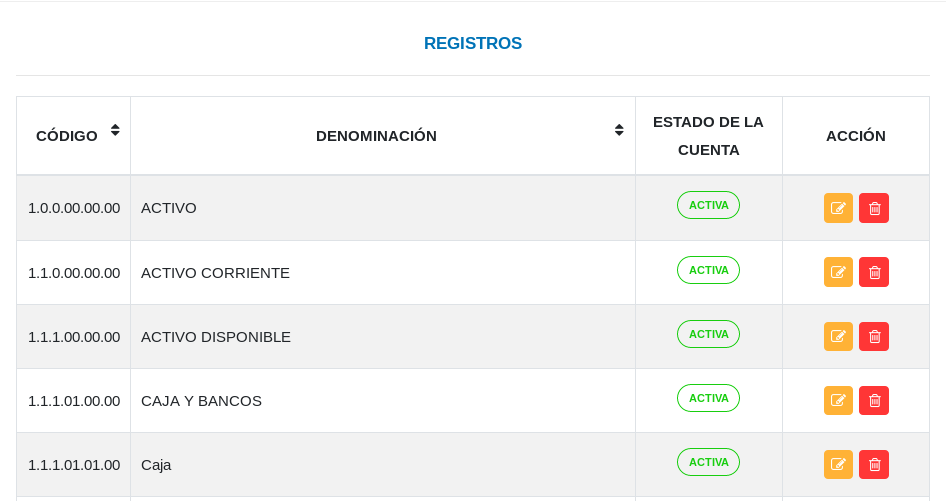 REGISTROS
CÓDIGO
DENOMINACIÓN
ESTADO DE LA
CUENTA
ACCIÓN
1.0.0.00.00.00 ACTIVO ACTIVA
1.1.0.00.00.00 ACTIVO CORRIENTE ACTIVA
1.1.1.00.00.00 ACTIVO DISPONIBLE ACTIVA
1.1.1.01.00.00 CAJA Y BANCOS ACTIVA
1.1.1.01.01.00 Caja ACTIVA